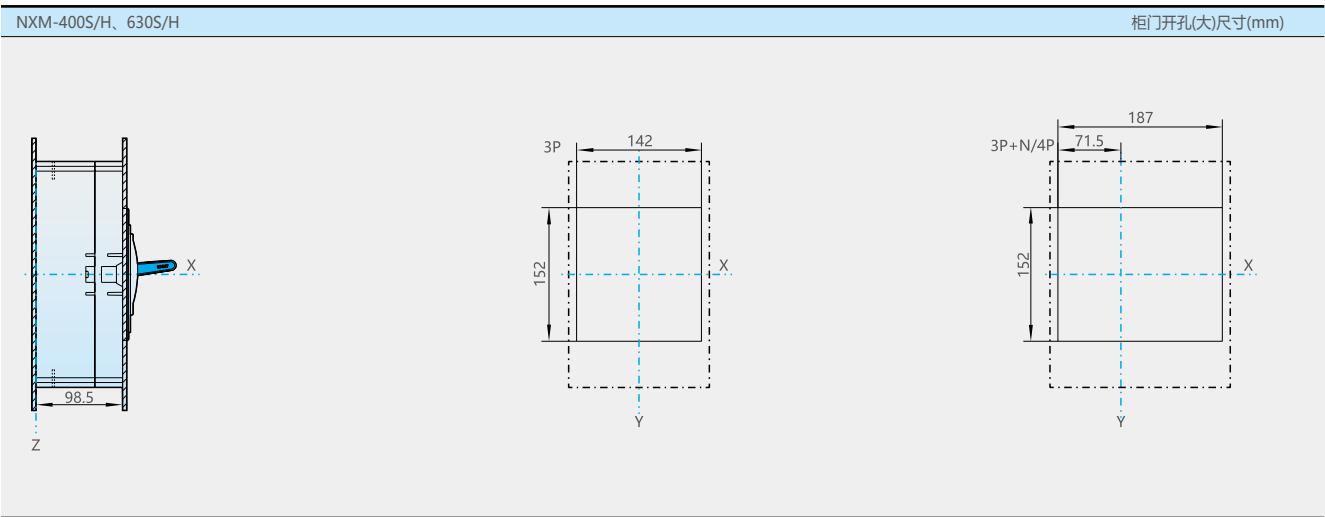 NXM-400S/H、630S/H
柜门开孔(大)尺寸(mm)
98.5
X
Z
3P
142
152
X
Y
187
3P+N/4P
71.5
152
X
Y